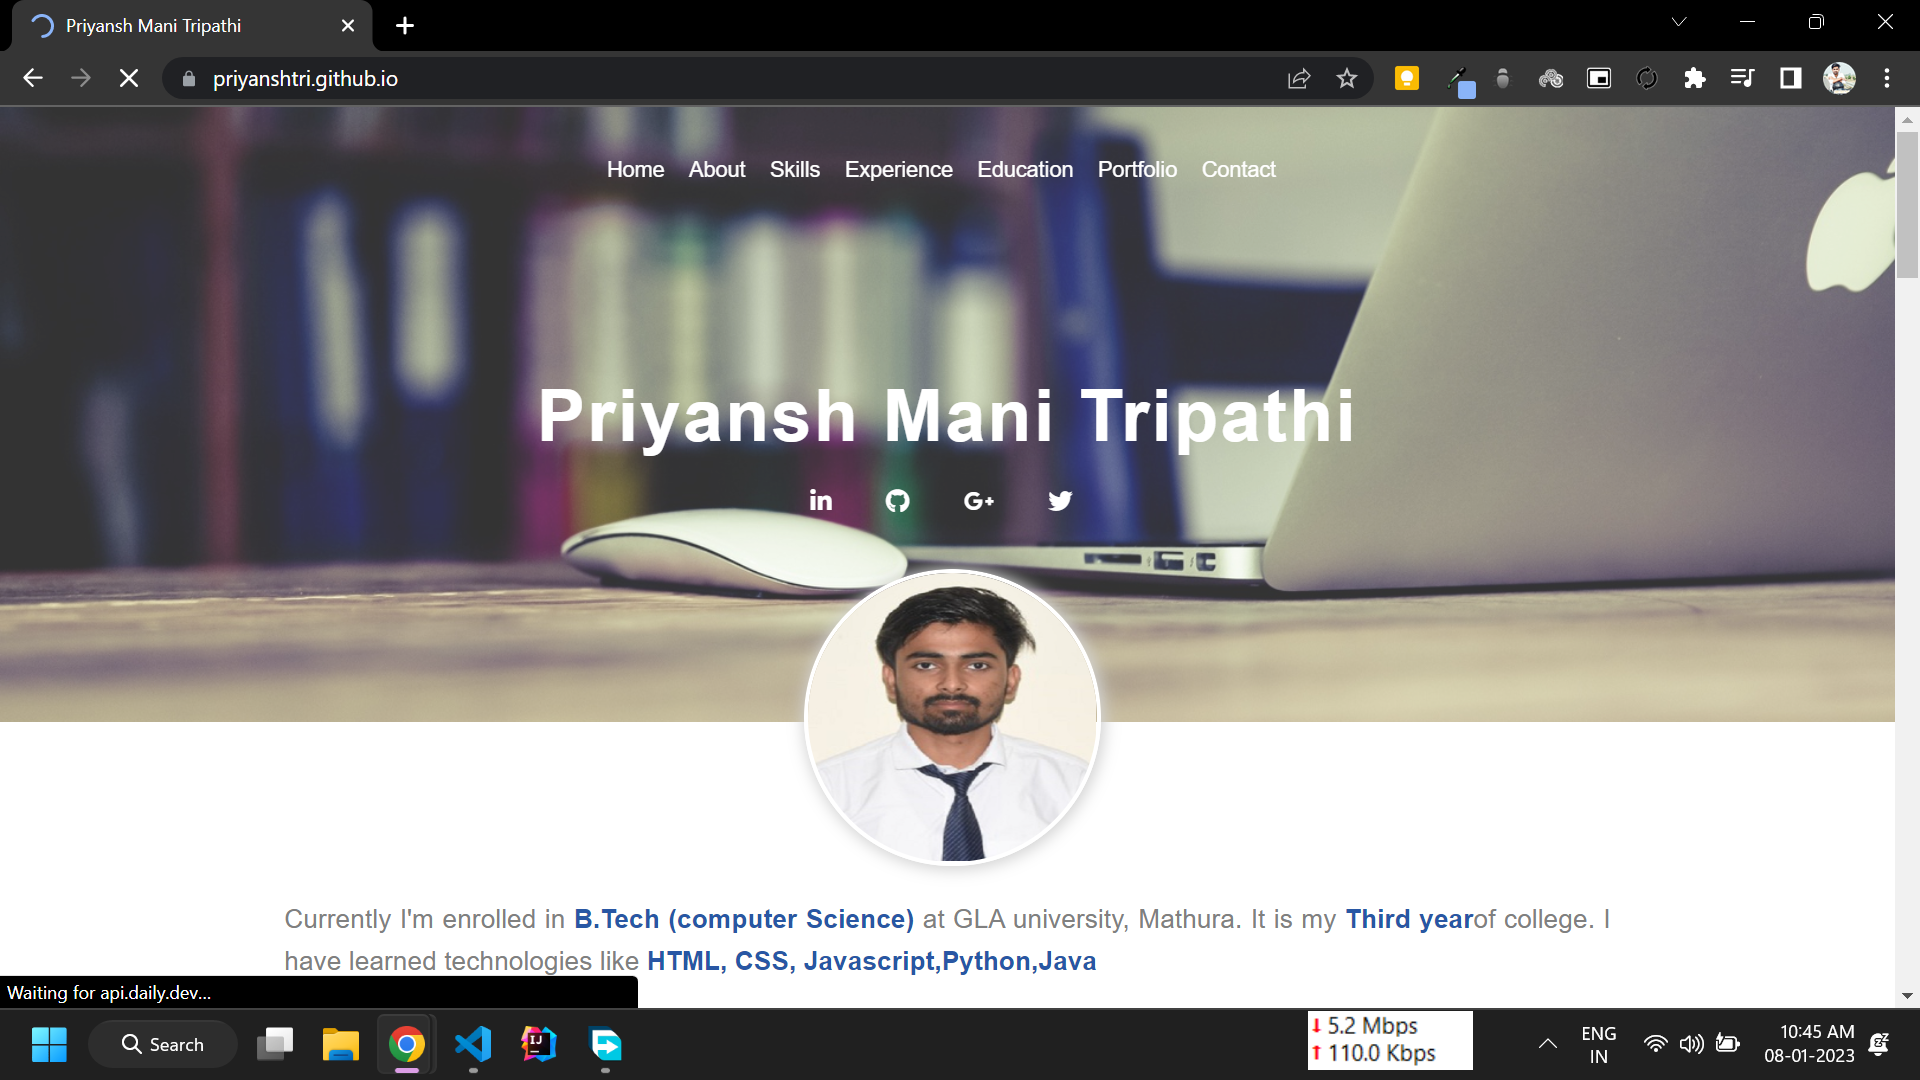 Priyansh Mani Tripathi
priyanshtri.github.io
Home About Skills Experience Education Portfolio Contact
Priyansh Mani Tripathi
in G+
Currently I'm enrolled in B.Tech (computer Science) at GLA university, Mathura. It is my Third yearof college. I
have learned technologies like HTML, CSS, Javascript,Python,Java
Waiting for api.daily.dev...
Search
IJ
5.2 Mbps
110.0 Kbps
ENG
IN
10:45 AM
08-01-2023